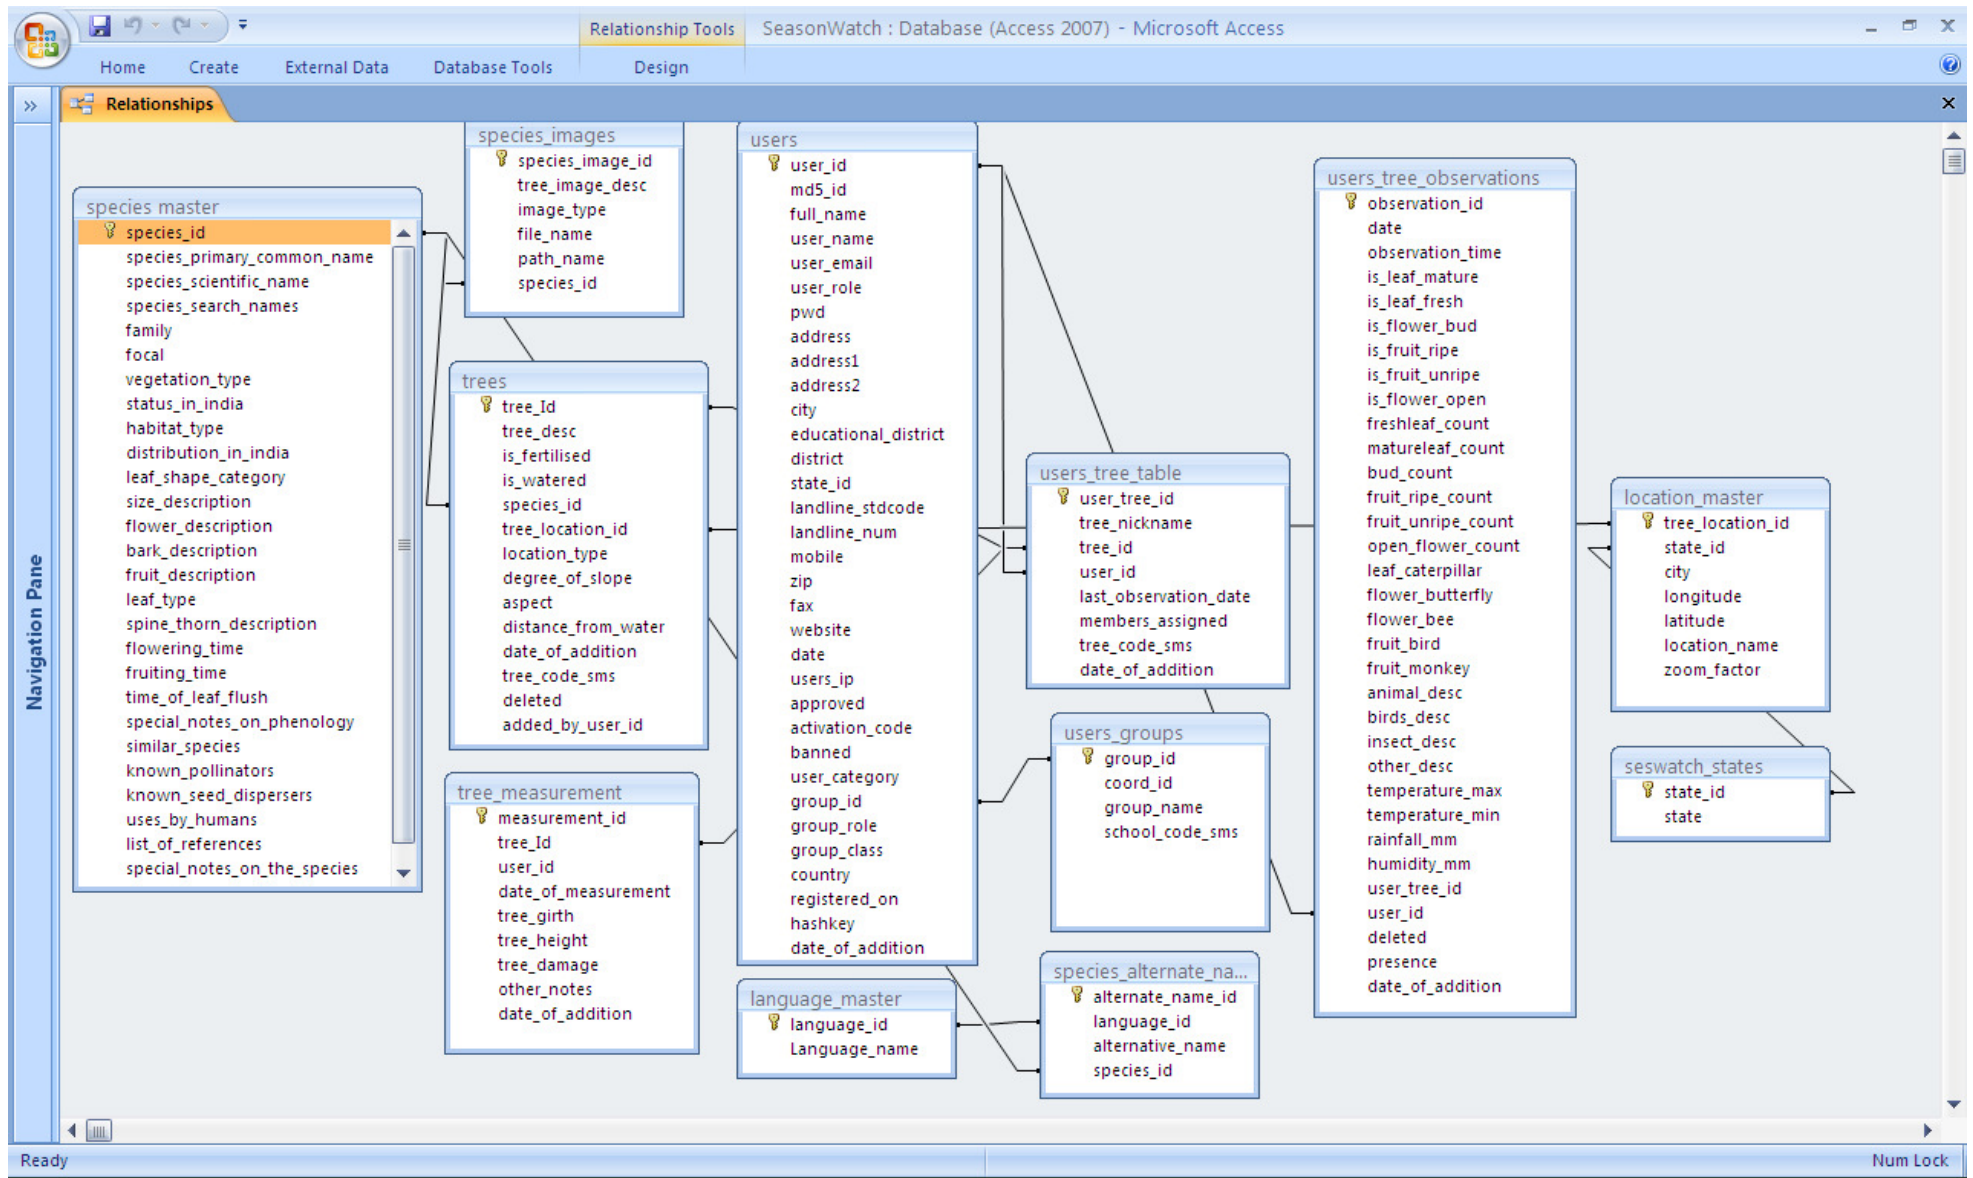 Relationship Tools
SeasonWatch : Database (Access 2007) - Microsoft Access
Home
Create
External Data
Database Tools
Design
Relationships
Navigation Pane
species master
species_id
species_primary_common_name
species_scientific_name
species_search_names
family
focal
vegetation_type
status_in_india
habitat_type
distribution_in_india
leaf_shape_category
size_description
flower_description
bark_description
fruit_description
leaf_type
spine_thorn_description
flowering_time
fruiting_time
time_of_leaf_flush
special_notes_on_phenology
similar_species
known_pollinators
known_seed_dispersers
uses_by_humans
list_of_references
special_notes_on_the_species
species_images
species_image_id
tree_image_desc
image_type
file_name
path_name
species_id
trees
tree_Id
tree_desc
is_fertilised
is_watered
species_id
tree_location_id
location_type
degree_of_slope
aspect
distance_from_water
date_of_addition
tree_code_sms
deleted
added_by_user_id
tree_measurement
measurement_id
tree_Id
user_id
date_of_measurement
tree_girth
tree_height
tree_damage
other_notes
date_of_addition
users
user_id
md5_id
full_name
user_name
user_email
user_role
pwd
address
address1
address2
city
educational_district
district
state_id
landline_stdcode
landline_num
mobile
zip
fax
website
date
users_ip
approved
activation_code
banned
user_category
group_id
group_role
group_class
country
registered_on
hashkey
date_of_addition
language_master
language_id
Language_name
users_tree_table
user_tree_id
tree_nickname
tree_id
user_id
last_observation_date
members_assigned
tree_code_sms
date_of_addition
users_groups
group_id
coord_id
group_name
school_code_sms
species_alternate_na...
alternate_name_id
language_id
alternative_name
species_id
users_tree_observations
observation_id
date
observation_time
is_leaf_mature
is_leaf_fresh
is_flower_bud
is_fruit_ripe
is_fruit_unripe
is_flower_open
freshleaf_count
matureleaf_count
bud_count
fruit_ripe_count
fruit_unripe_count
open_flower_count
leaf_caterpillar
flower_butterfly
flower_bee
fruit_bird
fruit_monkey
animal_desc
birds_desc
insect_desc
other_desc
temperature_max
temperature_min
rainfall_mm
humidity_mm
user_tree_id
user_id
deleted
presence
date_of_addition
location_master
tree_location_id
state_id
city
longitude
latitude
location_name
zoom_factor
seswatch_states
state_id
state
Ready
Num Lock